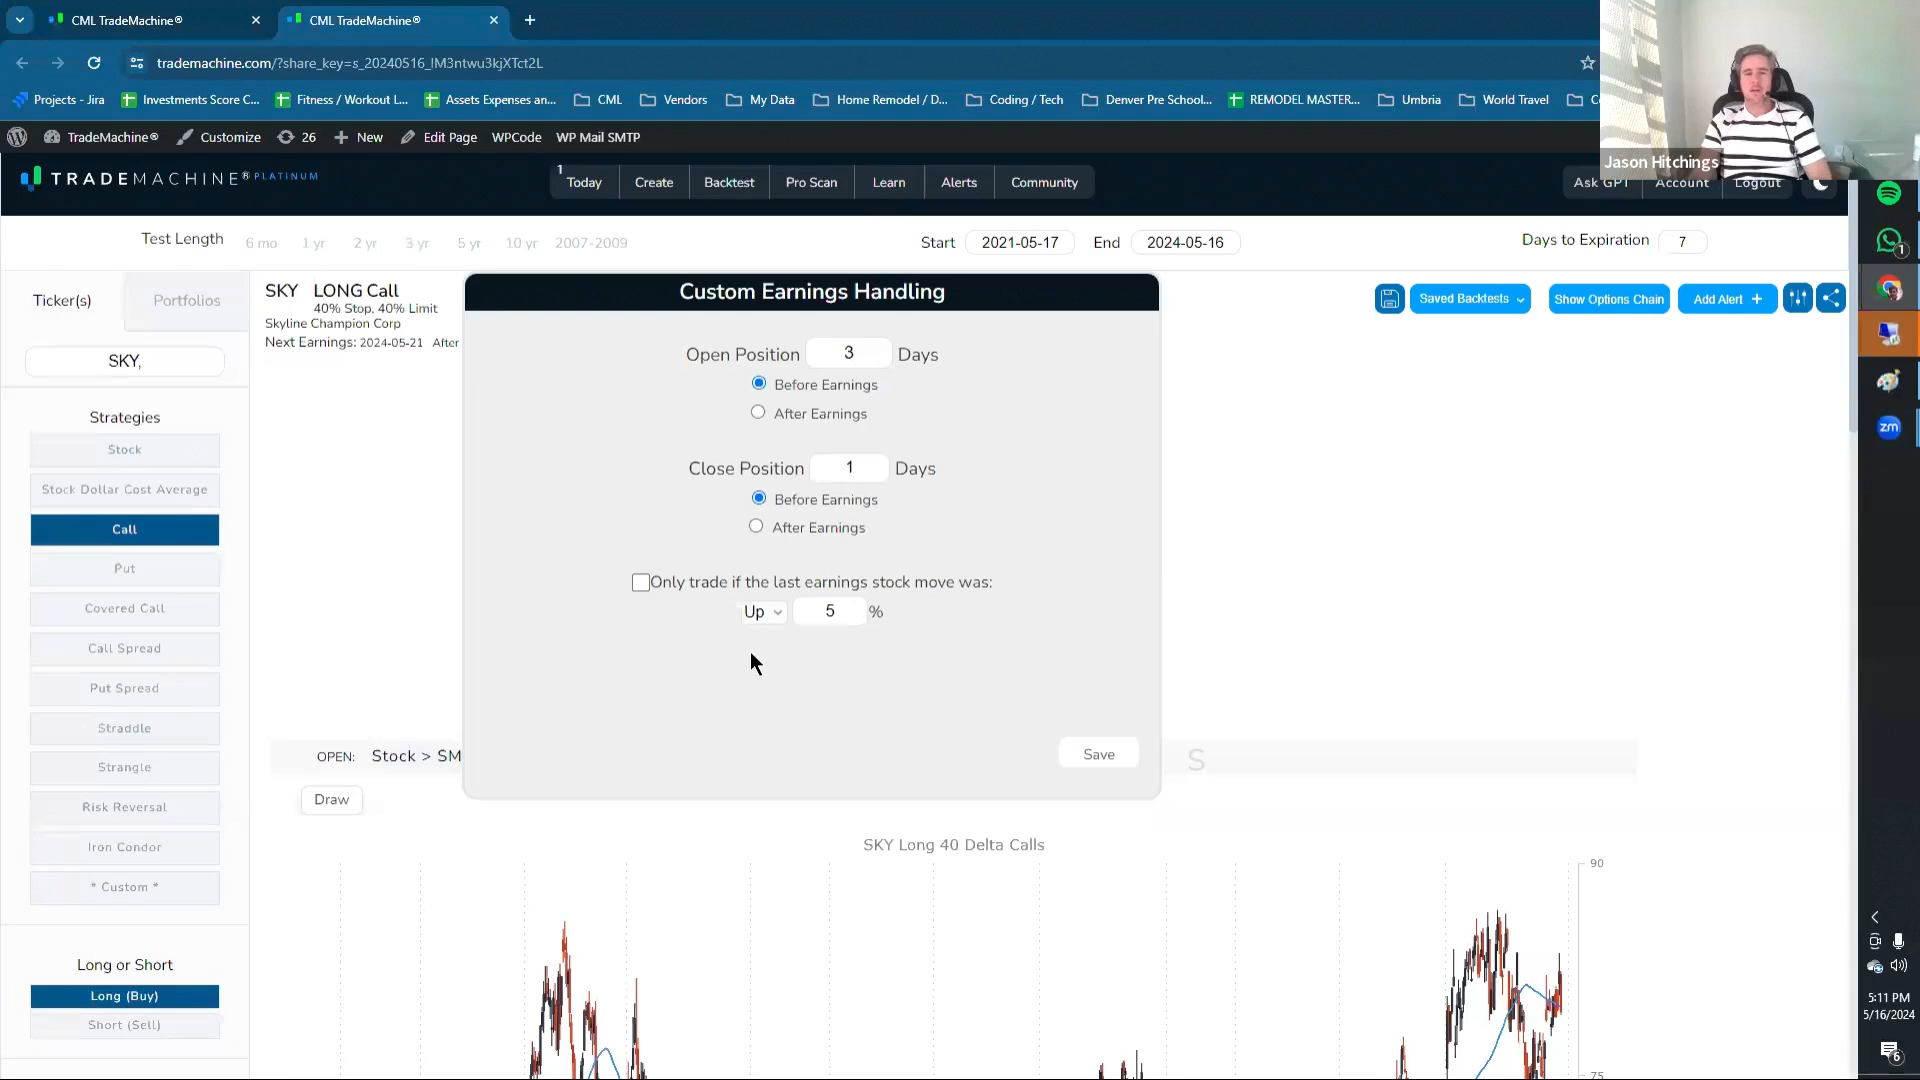 CML TradeMachine®
CML TradeMachine®
trademachine.com/?share_key=s_20240516_lM3ntwu3kjXTct2L
Projects - Jira
Investments Score C...
Fitness / Workout L...
Assets Expenses an...
CML
Vendors
My Data
Home Remodel / D...
Coding / Tech
Denver Pre School...
REMODEL MASTER...
Umbria
World Travel
TradeMachine®
Customize
26
New
Edit Page
WPCode
WP Mail SMTP
Jason Hitchings
TRADEMACHINE® PLATINUM
1
Today
Create
Backtest
Pro Scan
Learn
Alerts
Community
Ask GPT
Account
Logout
Test Length
6 mo
1 yr
2 yr
3 yr
5 yr
10 yr
2007-2009
Start 2021-05-17 End 2024-05-16
Days to Expiration 7
Ticker(s)
Portfolios
SKY,
SKY LONG Call
40% Stop, 40% Limit
Skyline Champion Corp
Next Earnings: 2024-05-21 After
Saved Backtests
Show Options Chain
Add Alert +
Strategies
Stock
Stock Dollar Cost Average
Call
Put
Covered Call
Call Spread
Put Spread
Straddle
Strangle
Risk Reversal
Iron Condor
* Custom *
Long or Short
Long (Buy)
Short (Sell)
Custom Earnings Handling
Open Position 3 Days
Before Earnings
After Earnings
Close Position 1 Days
Before Earnings
After Earnings
Only trade if the last earnings stock move was:
Up 5 %
Save
OPEN: Stock > SM
S
Draw
SKY Long 40 Delta Calls
90
75
1
zm
5:11 PM
5/16/2024
6